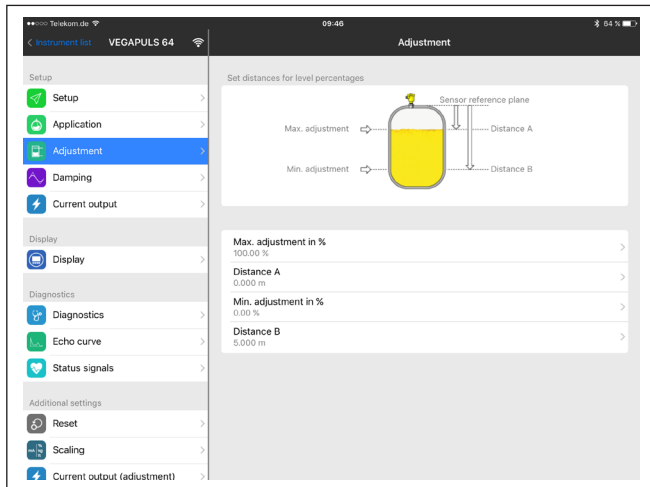 ●●○○○ Telekom.de 09:46 64 %
< Instrument list VEGAPULS 64 Adjustment
Setup
Setup
Application
Adjustment
Damping
Current output
Display
Display
Diagnostics
Diagnostics
Echo curve
Status signals
Additional settings
Reset
Scaling
Current output (adjustment)
Set distances for level percentages
Sensor reference plane
Max. adjustment
Distance A
Min. adjustment
Distance B
Max. adjustment in %
100.00 %
Distance A
0.000 m
Min. adjustment in %
0.00 %
Distance B
5.000 m